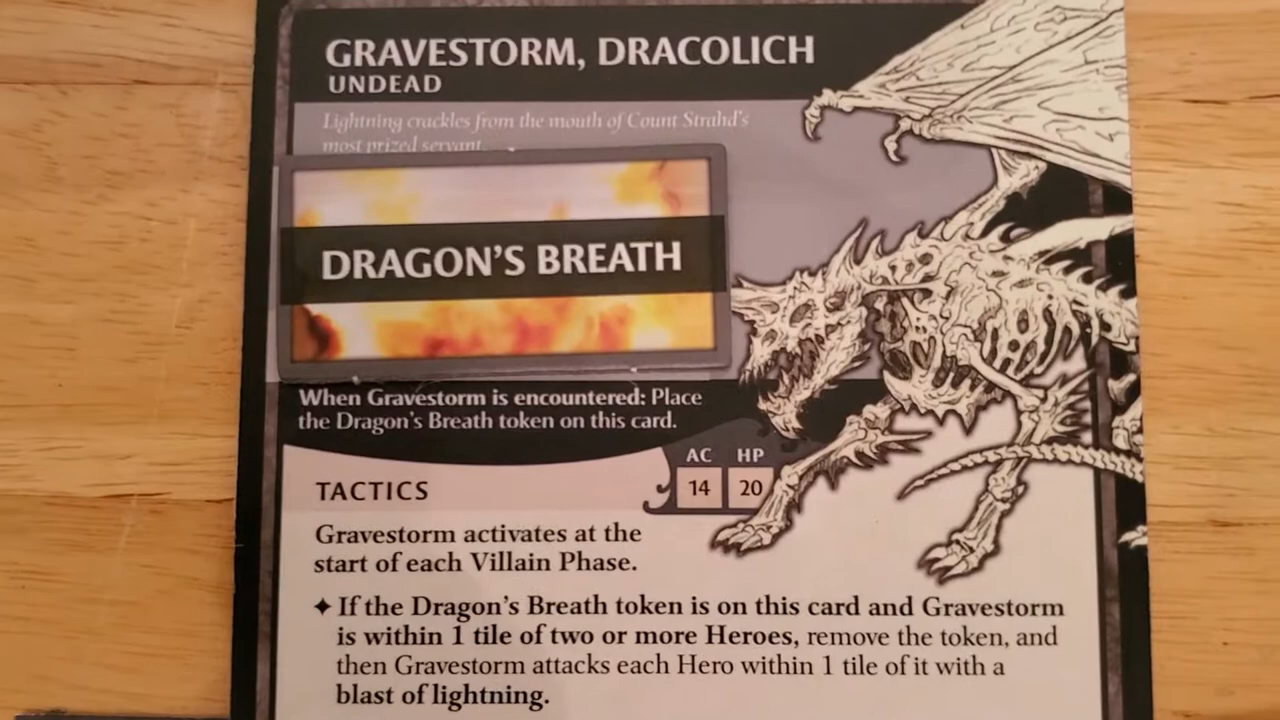 GRAVESTORM, DRACOLICH
UNDEAD
Lightning crackles from the mouth of Count Strahd's
most prized servant.
DRAGON'S BREATH
When Gravestorm is encountered: Place
the Dragon's Breath token on this card.
AC HP
14 20
TACTICS
Gravestorm activates at the
start of each Villain Phase.
✦ If the Dragon's Breath token is on this card and Gravestorm
is within 1 tile of two or more Heroes, remove the token, and
then Gravestorm attacks each Hero within 1 tile of it with a
blast of lightning.